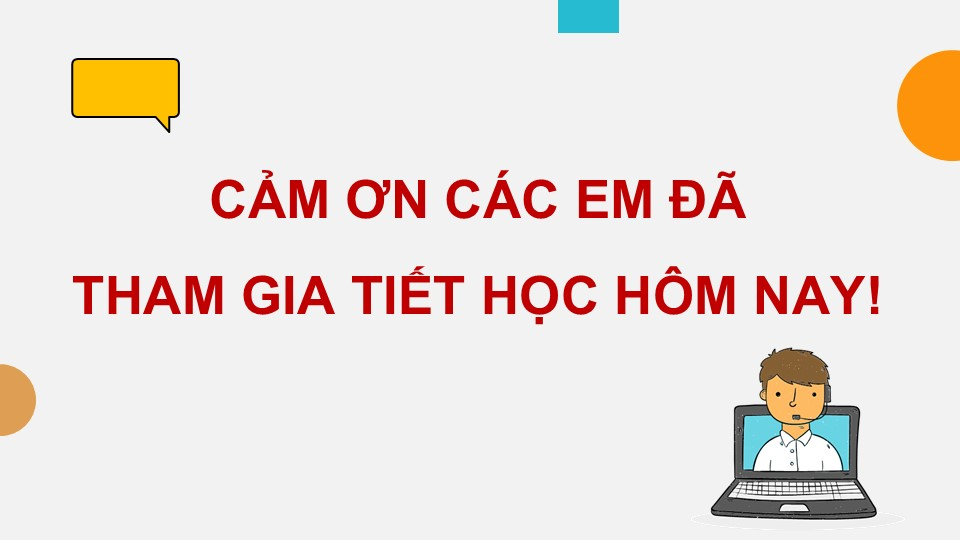 CẢM ƠN CÁC EM ĐÃ
THAM GIA TIẾT HỌC HÔM NAY!